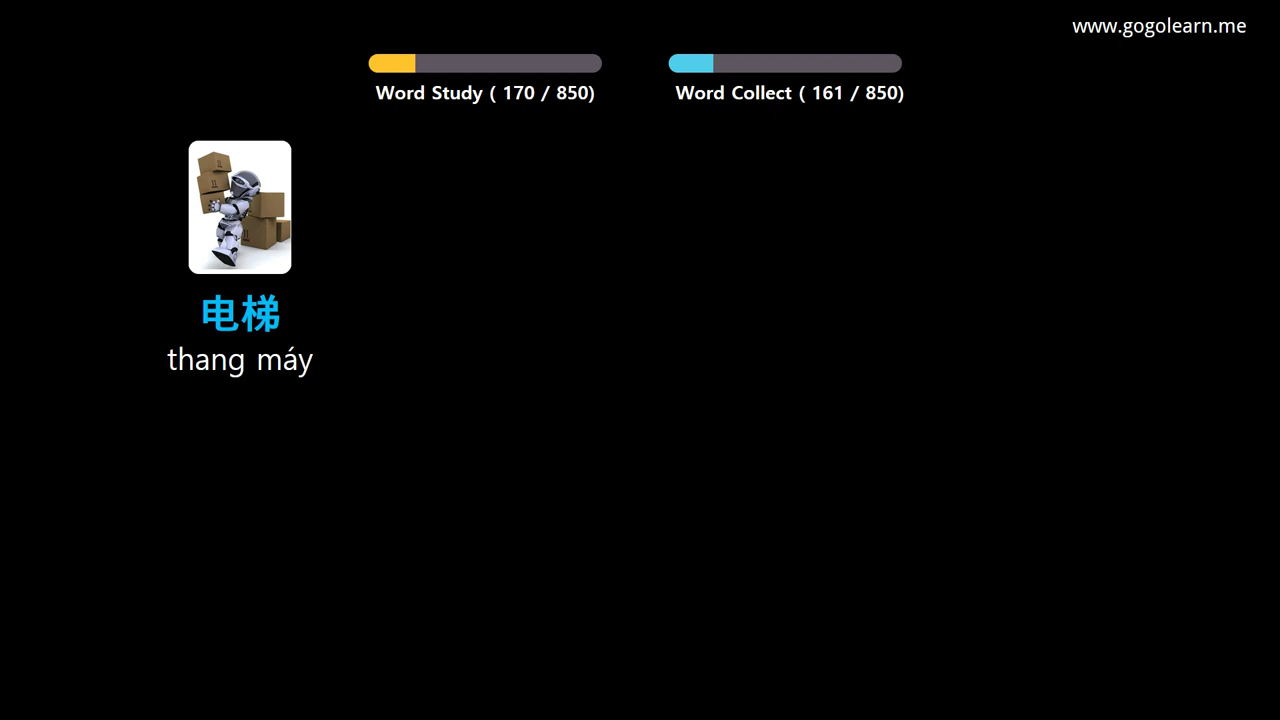 www.gogolearn.me
Word Study ( 170 / 850)
Word Collect ( 161 / 850)
电梯
thang máy